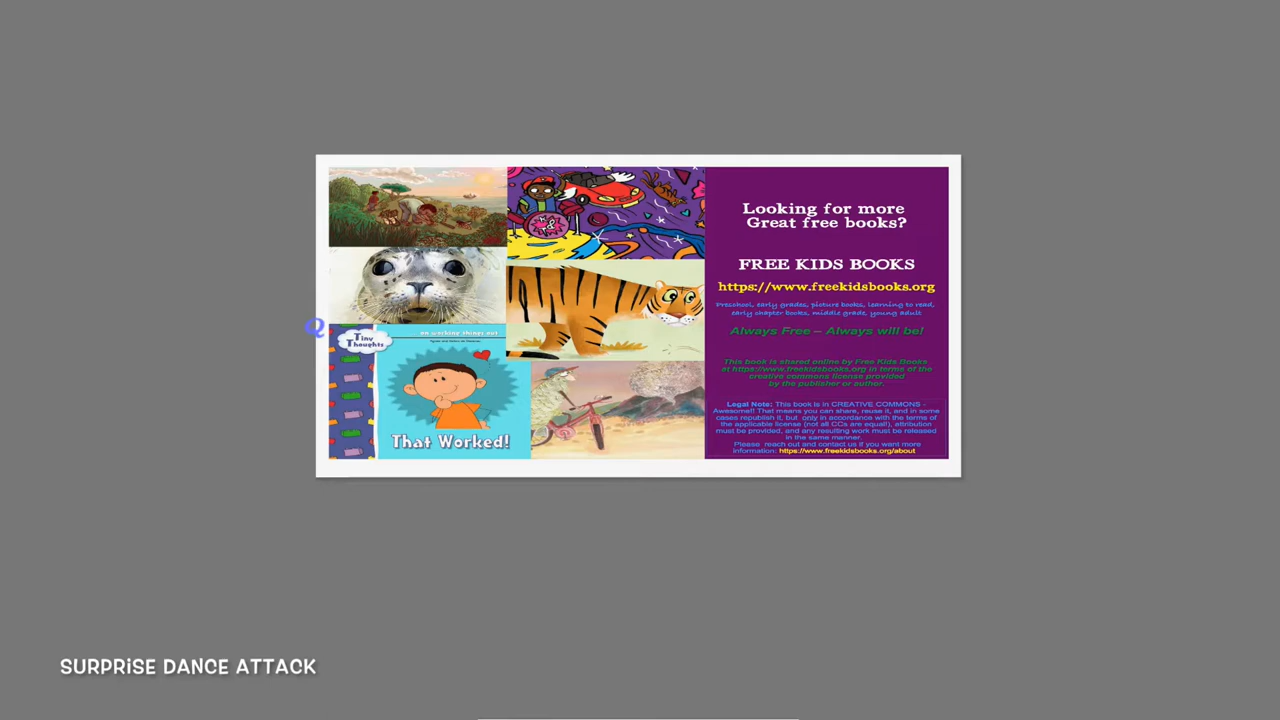 Looking for more
Great free books?
FREE KIDS BOOKS
https://www.freekidsbooks.org
Preschool, early grades, picture books, learning to read,
early chapter books, middle grade, young adult
Always Free – Always will be!
This book is shared online by Free Kids Books
at https://www.freekidsbooks.org in terms of the
creative commons license provided
by the publisher or author.
Legal Note: This book is in CREATIVE COMMONS -
Awesome!! That means you can share, reuse it, and in some
cases republish it, but only in accordance with the terms of
the applicable license (not all CCs are equal!), attribution
must be provided, and any resulting work must be released
in the same manner.
Please reach out and contact us if you want more
information: https://www.freekidsbooks.org/about
Q
Tiny
Thoughts
on working things out
That Worked!
SURPRiSE DANCE ATTACK